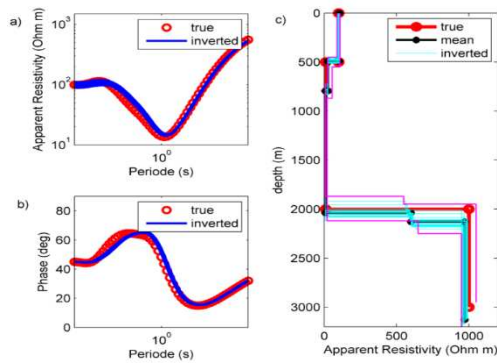 a)
Apparent Resistivity (Ohm m)
10³
10²
10¹
true
inverted
10⁰
Periode (s)
b)
Phase (deg)
80
60
40
20
0
true
inverted
10⁰
Periode (s)
c)
depth (m)
0
500
1000
1500
2000
2500
3000
true
mean
inverted
0
500
1000
Apparent Resistivity (Ohm m)